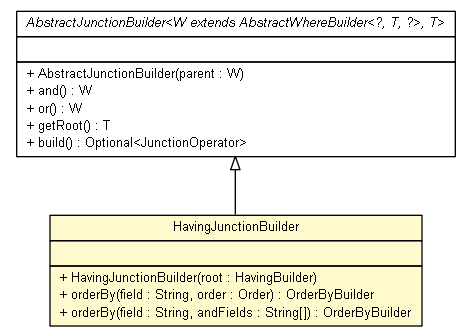 AbstractJunctionBuilder<W extends AbstractWhereBuilder<?, T, ?>, T>
+ AbstractJunctionBuilder(parent : W)
+ and() : W
+ or() : W
+ getRoot() : T
+ build() : Optional<JunctionOperator>
HavingJunctionBuilder
+ HavingJunctionBuilder(root : HavingBuilder)
+ orderBy(field : String, order : Order) : OrderByBuilder
+ orderBy(field : String, andFields : String[]) : OrderByBuilder